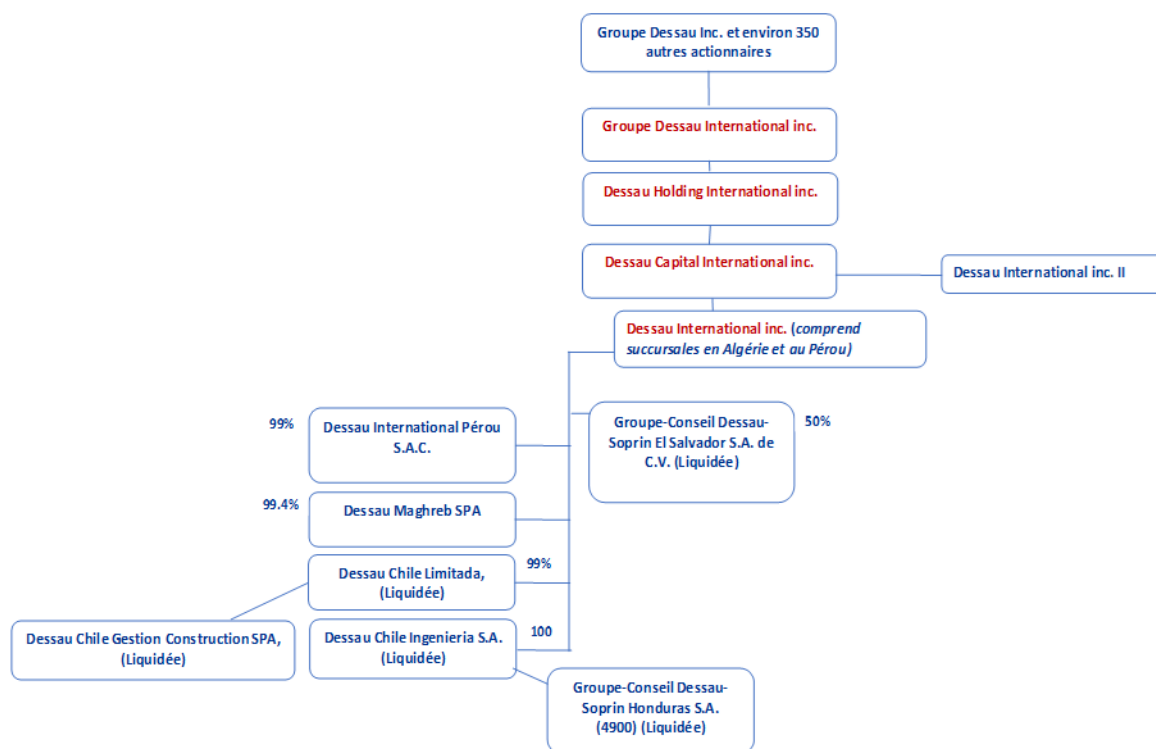 Groupe Dessau Inc. et environ 350
autres actionnaires
Groupe Dessau International inc.
Dessau Holding International inc.
Dessau Capital International inc.
Dessau International inc. II
Dessau International inc. (comprend
succursales en Algérie et au Pérou)
99%
Dessau International Pérou
S.A.C.
Groupe-Conseil Dessau-
Soprin El Salvador S.A. de
C.V. (Liquidée)
50%
99.4%
Dessau Maghreb SPA
Dessau Chile Limitada,
(Liquidée)
99%
Dessau Chile Gestion Construction SPA,
(Liquidée)
Dessau Chile Ingenieria S.A.
(Liquidée)
100
Groupe-Conseil Dessau-
Soprin Honduras S.A.
(4900) (Liquidée)